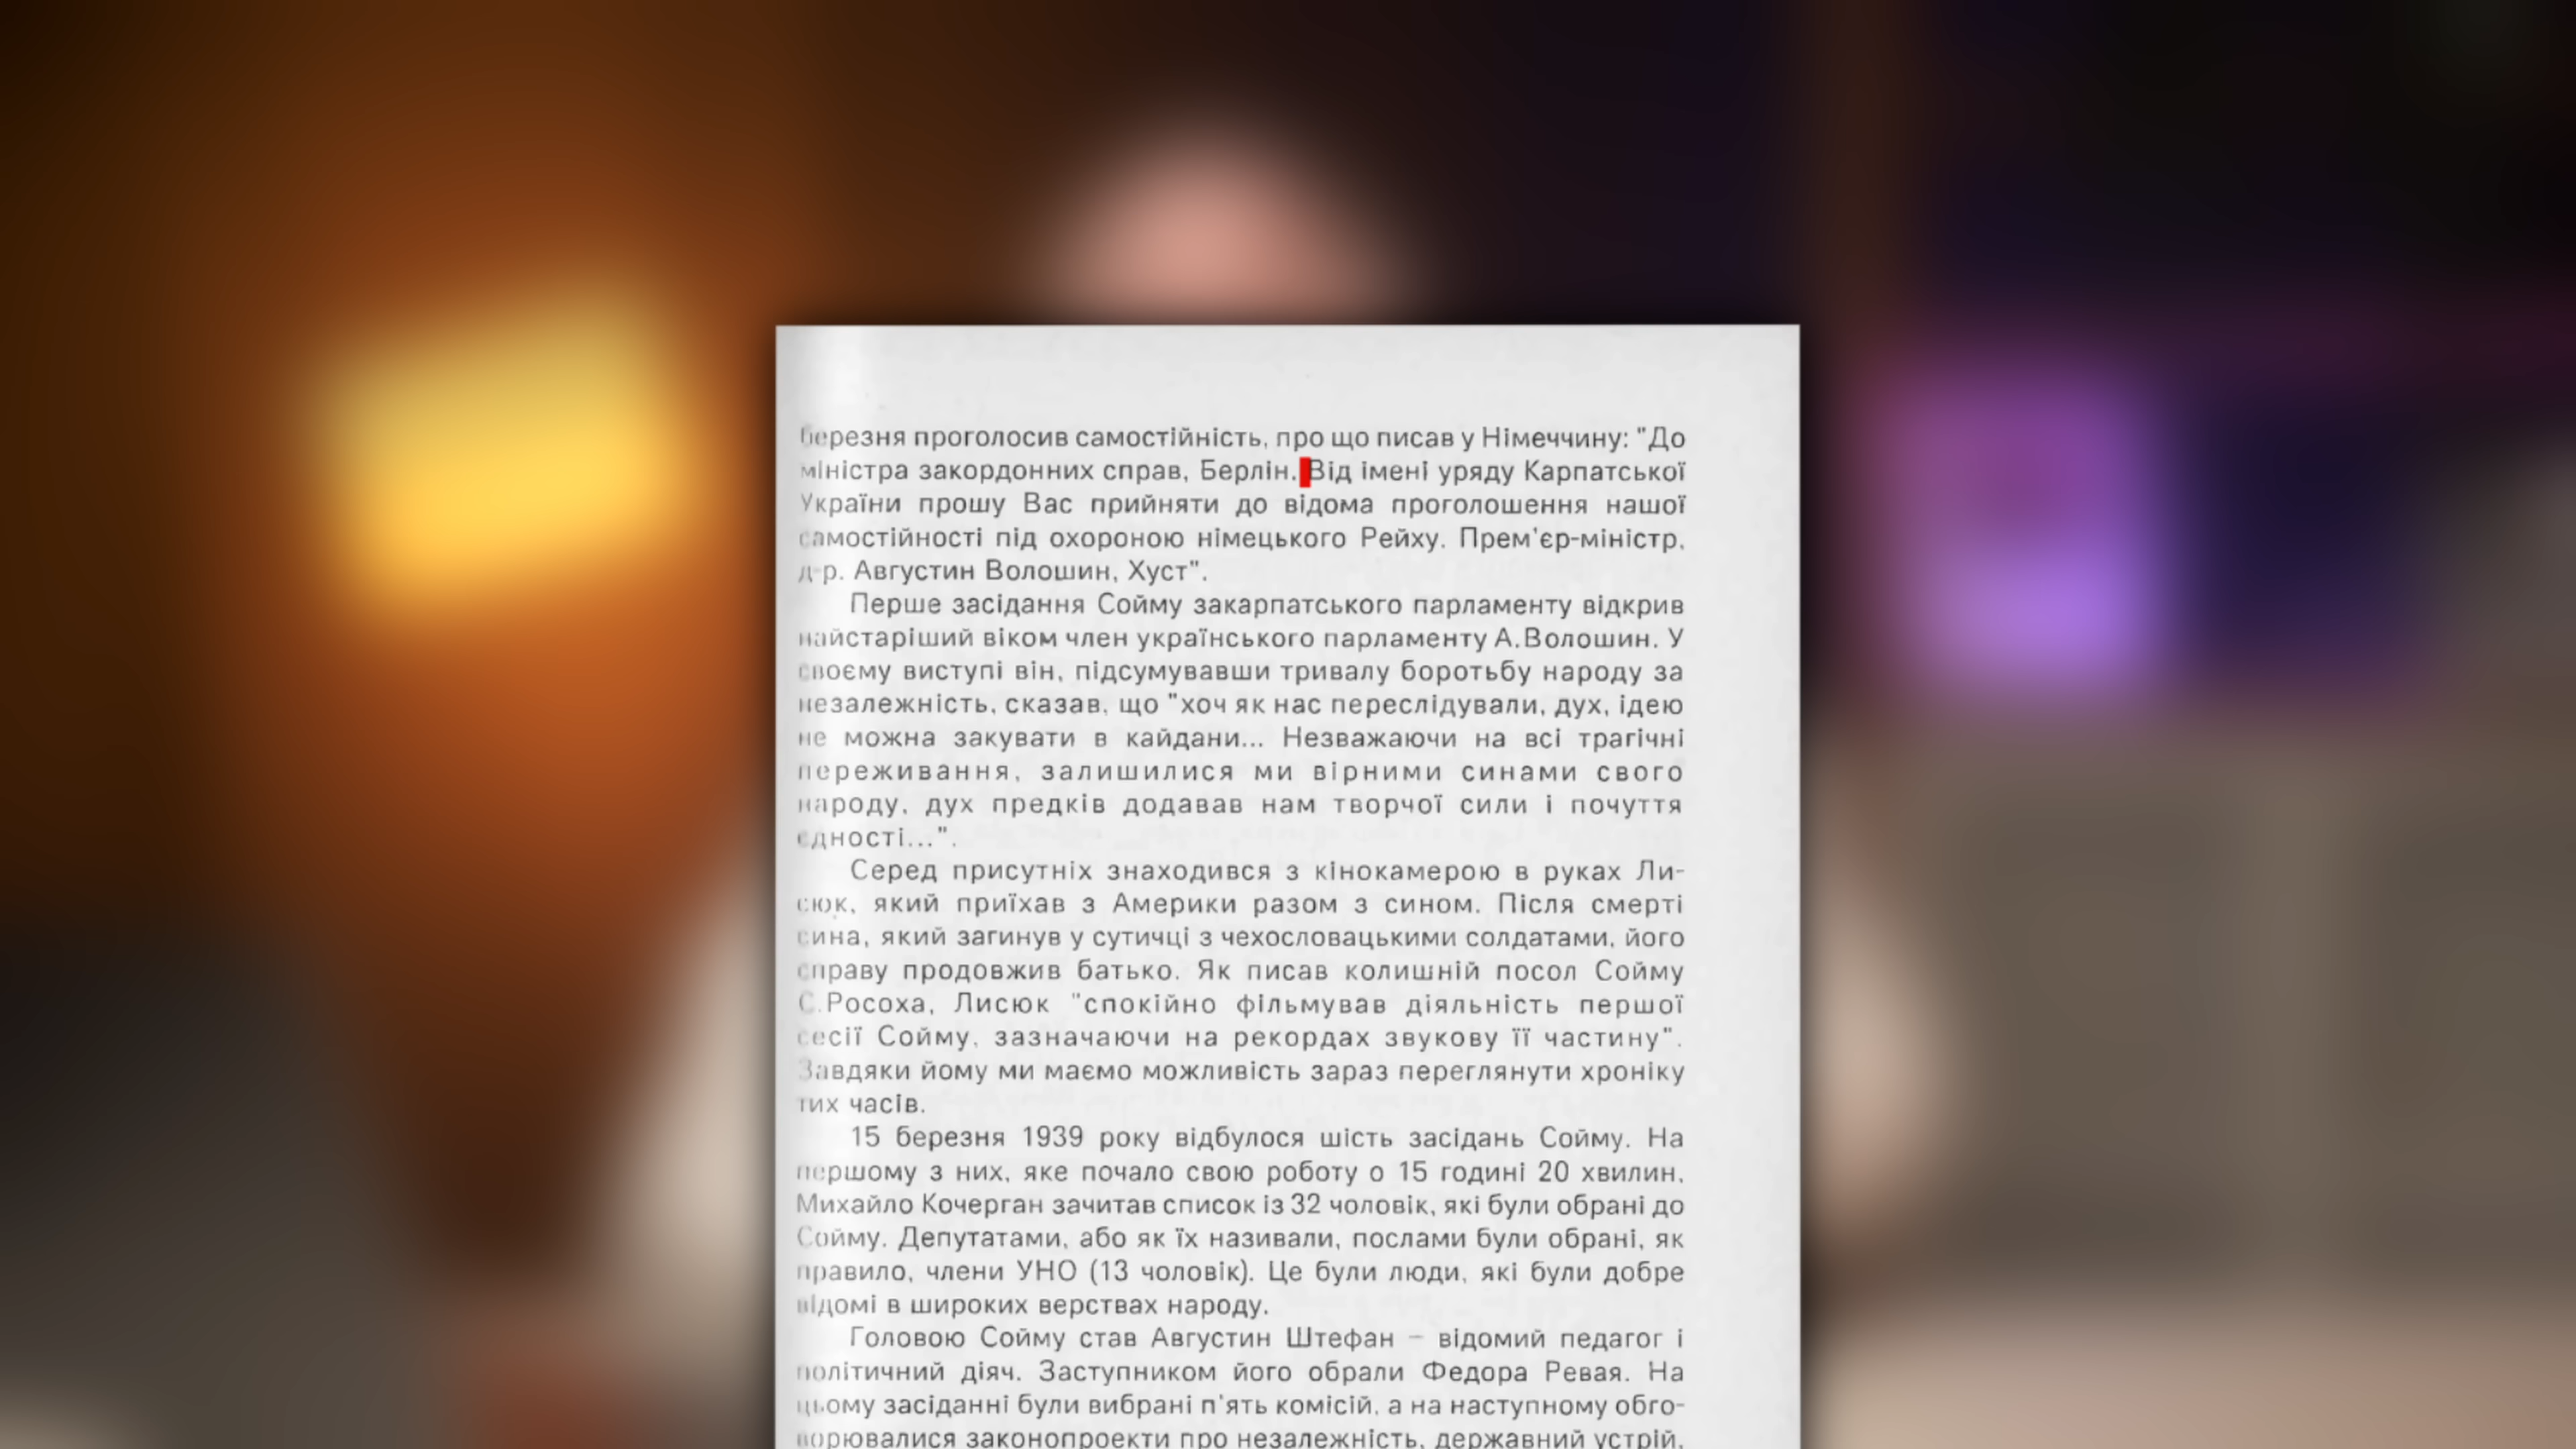 березня проголосив самостійність, про що писав у Німеччину: "До
міністра закордонних справ, Берлін. Від імені уряду Карпатської
України прошу Вас прийняти до відома проголошення нашої
самостійності під охороною німецького Рейху. Прем'єр-міністр,
д-р. Августин Волошин, Хуст".
Перше засідання Сойму закарпатського парламенту відкрив
найстаріший віком член українського парламенту А.Волошин. У
своєму виступі він, підсумувавши тривалу боротьбу народу за
незалежність, сказав, що "хоч як нас переслідували, дух, ідею
не можна закувати в кайдани... Незважаючи на всі трагічні
переживання, залишилися ми вірними синами свого
народу, дух предків додавав нам творчої сили і почуття
єдності...".
Серед присутніх знаходився з кінокамерою в руках Ли-
сюк, який приїхав з Америки разом з сином. Після смерті
сина, який загинув у сутичці з чехословацькими солдатами, його
справу продовжив батько. Як писав колишній посол Сойму
С.Росоха, Лисюк "спокійно фільмував діяльність першої
сесії Сойму, зазначаючи на рекордах звукову її частину".
Завдяки йому ми маємо можливість зараз переглянути хроніку
тих часів.
15 березня 1939 року відбулося шість засідань Сойму. На
першому з них, яке почало свою роботу о 15 годині 20 хвилин,
Михайло Кочерган зачитав список із 32 чоловік, які були обрані до
Сойму. Депутатами, або як їх називали, послами були обрані, як
правило, члени УНО (13 чоловік). Це були люди, які були добре
відомі в широких верствах народу.
Головою Сойму став Августин Штефан – відомий педагог і
політичний діяч. Заступником його обрали Федора Ревая. На
цьому засіданні були вибрані п'ять комісій, а на наступному обго-
ворювалися законопроекти про незалежність, державний устрій,